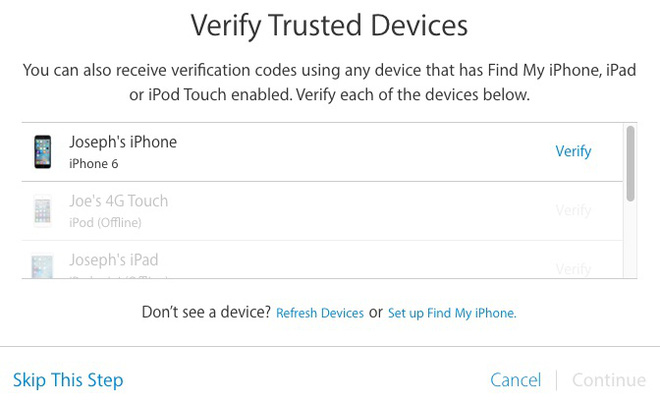 Verify Trusted Devices
You can also receive verification codes using any device that has Find My iPhone, iPad
or iPod Touch enabled. Verify each of the devices below.
Joseph's iPhone
iPhone 6
Verify
Joe's 4G Touch
iPod (Offline)
Verify
Joseph's iPad
Verify
Don't see a device? Refresh Devices or Set up Find My iPhone.
Skip This Step
Cancel
Continue